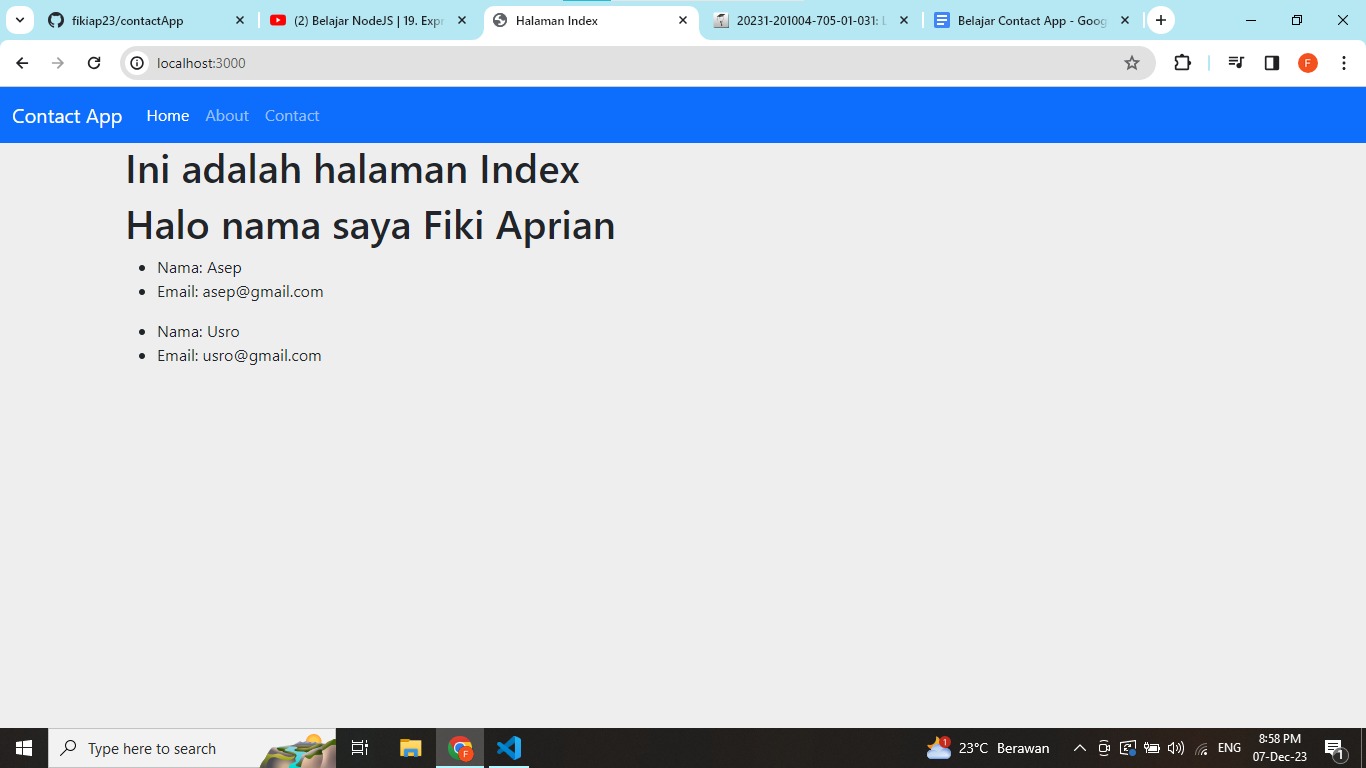 fikiap23/contactApp
(2) Belajar NodeJS | 19. Expr
Halaman Index
20231-201004-705-01-031: L
Belajar Contact App - Goog
localhost:3000
F
Contact App Home About Contact
Ini adalah halaman Index
Halo nama saya Fiki Aprian
Nama: Asep
Email: asep@gmail.com
Nama: Usro
Email: usro@gmail.com
Type here to search
F
1
23°C Berawan
ENG
8:58 PM
07-Dec-23
1